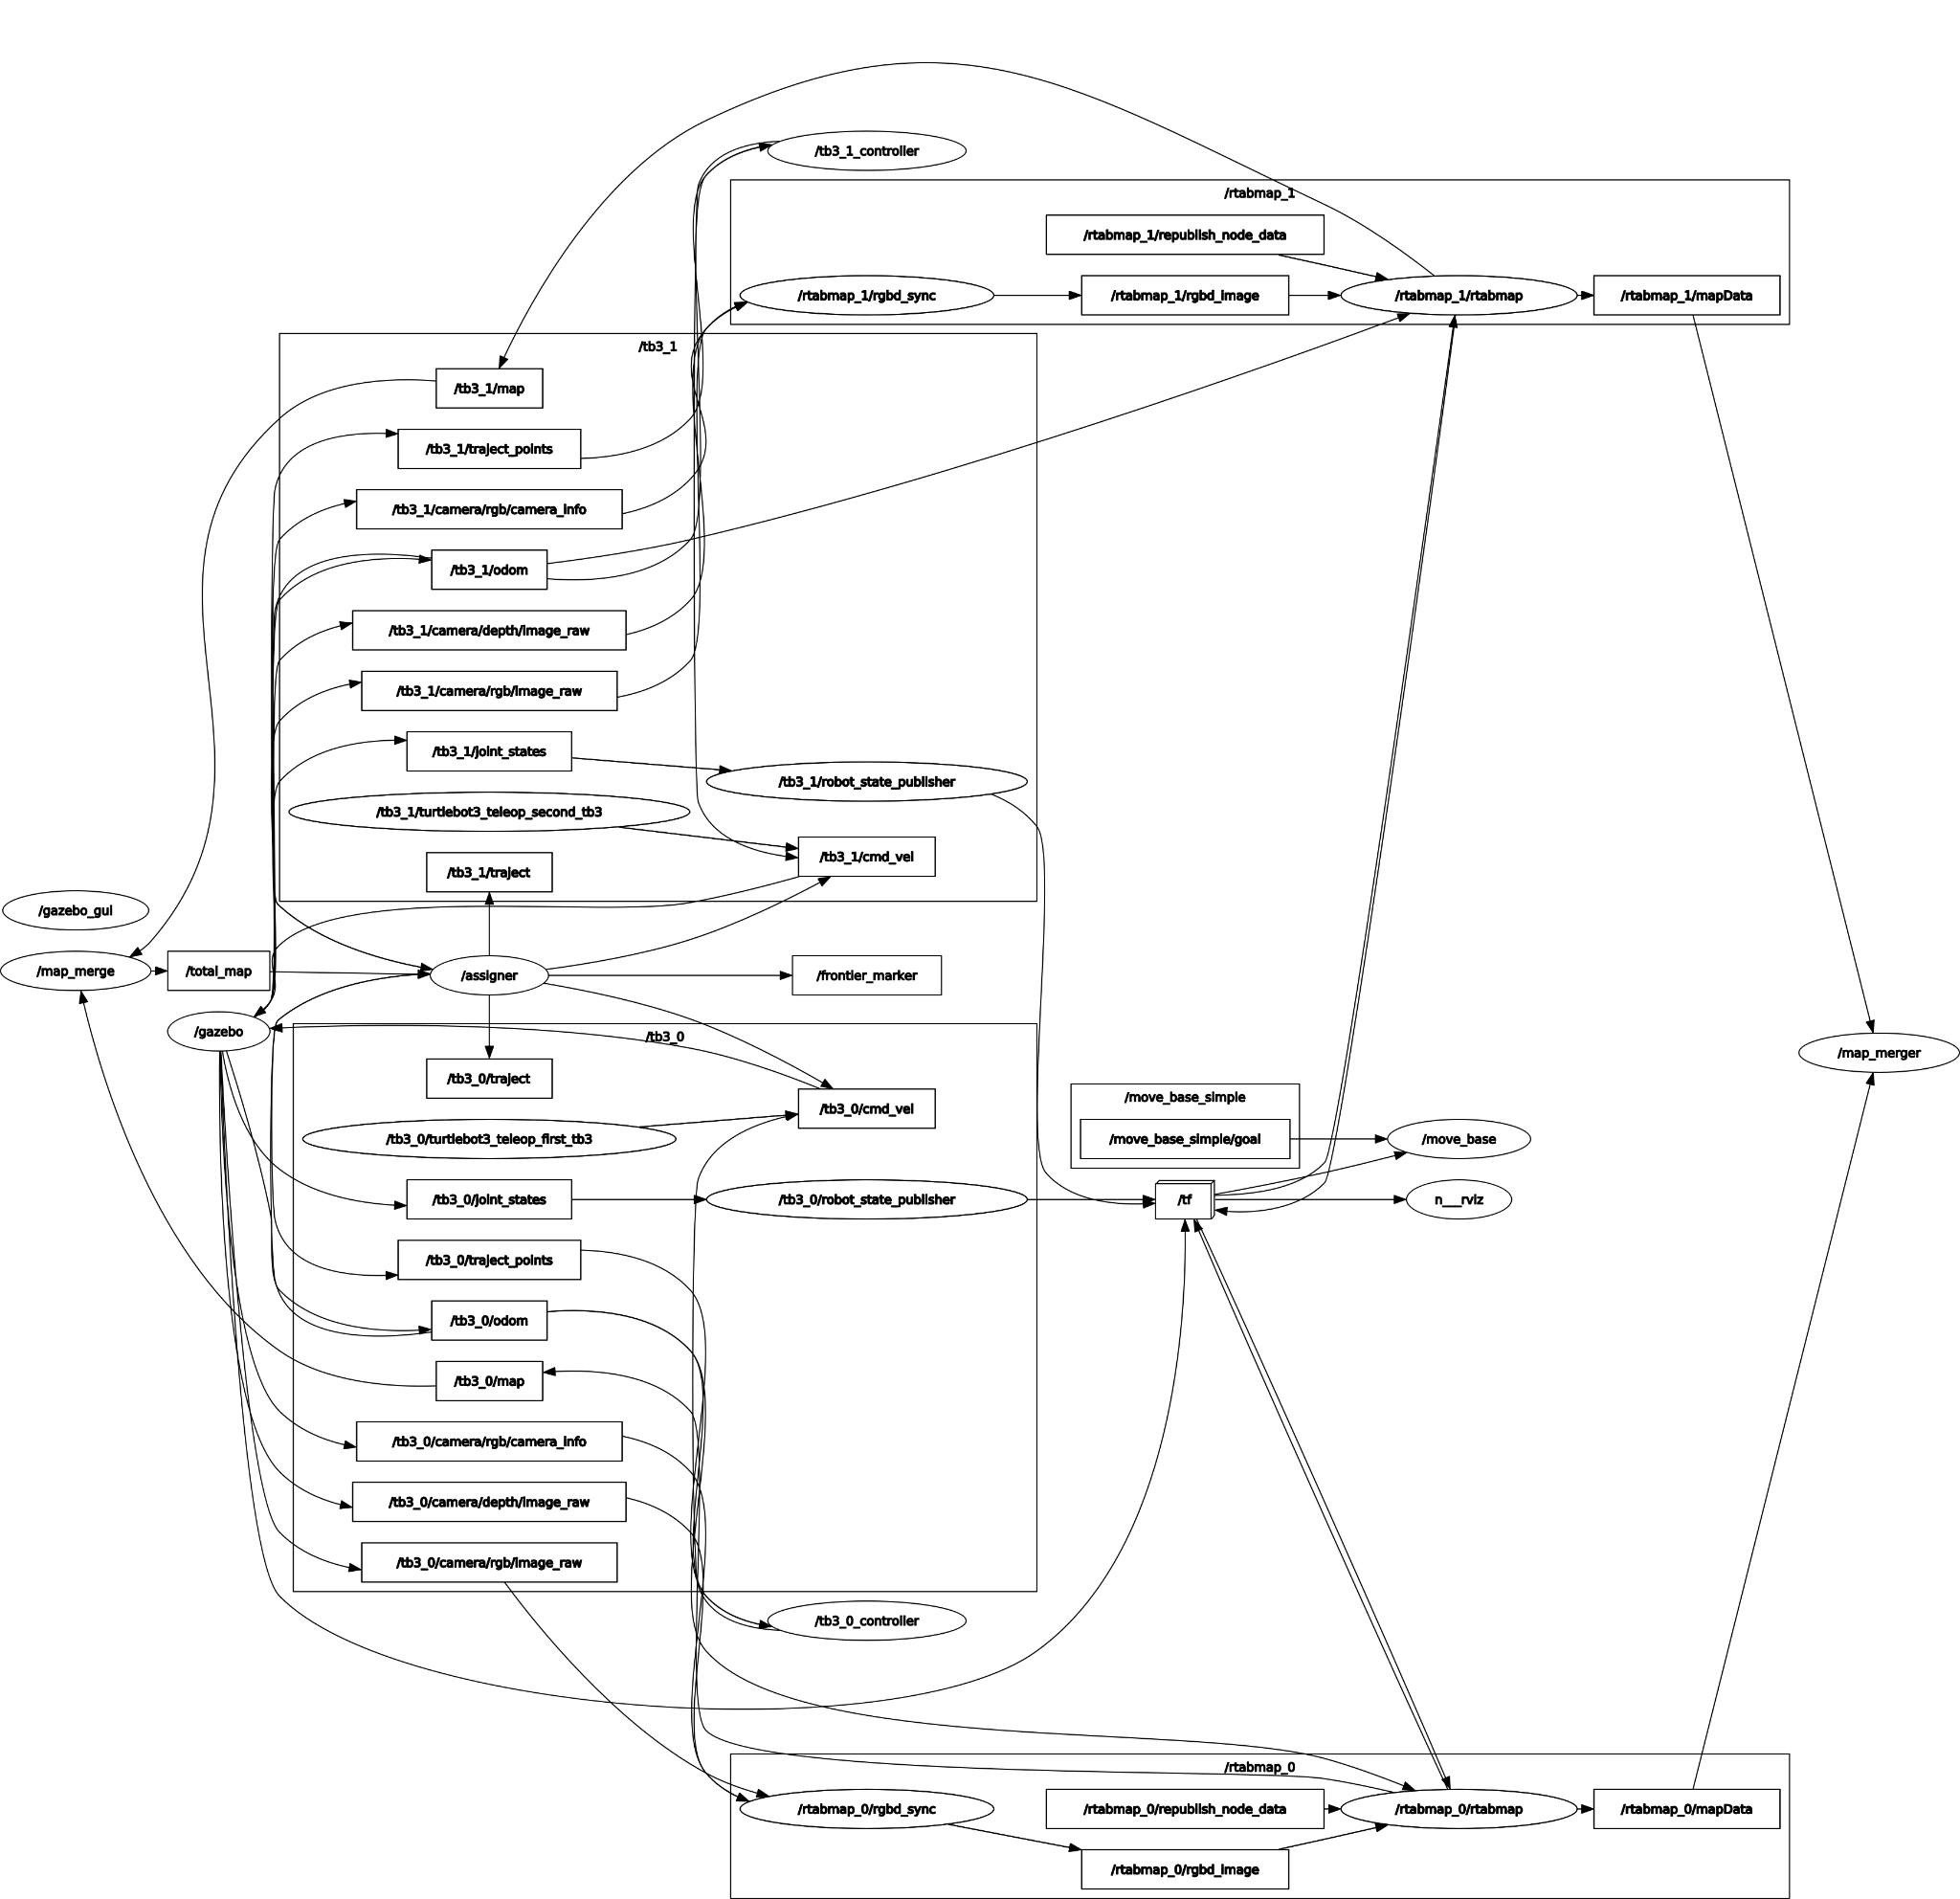 /tb3_1_controller
/rtabmap_1
/rtabmap_1/republish_node_data
/rtabmap_1/rgbd_sync
/rtabmap_1/rgbd_image
/rtabmap_1/rtabmap
/rtabmap_1/mapData
/tb3_1
/tb3_1/map
/tb3_1/traject_points
/tb3_1/camera/rgb/camera_info
/tb3_1/odom
/tb3_1/camera/depth/image_raw
/tb3_1/camera/rgb/image_raw
/tb3_1/joint_states
/tb3_1/robot_state_publisher
/tb3_1/turtlebot3_teleop_second_tb3
/tb3_1/cmd_vel
/tb3_1/traject
/gazebo_gui
/map_merge
/total_map
/assigner
/frontier_marker
/gazebo
/tb3_0
/map_merger
/tb3_0/traject
/move_base_simple
/tb3_0/cmd_vel
/tb3_0/turtlebot3_teleop_first_tb3
/move_base_simple/goal
/move_base
/tb3_0/joint_states
/tb3_0/robot_state_publisher
/tf
n___rviz
/tb3_0/traject_points
/tb3_0/odom
/tb3_0/map
/tb3_0/camera/rgb/camera_info
/tb3_0/camera/depth/image_raw
/tb3_0/camera/rgb/image_raw
/tb3_0_controller
/rtabmap_0
/rtabmap_0/rgbd_sync
/rtabmap_0/republish_node_data
/rtabmap_0/rtabmap
/rtabmap_0/mapData
/rtabmap_0/rgbd_image